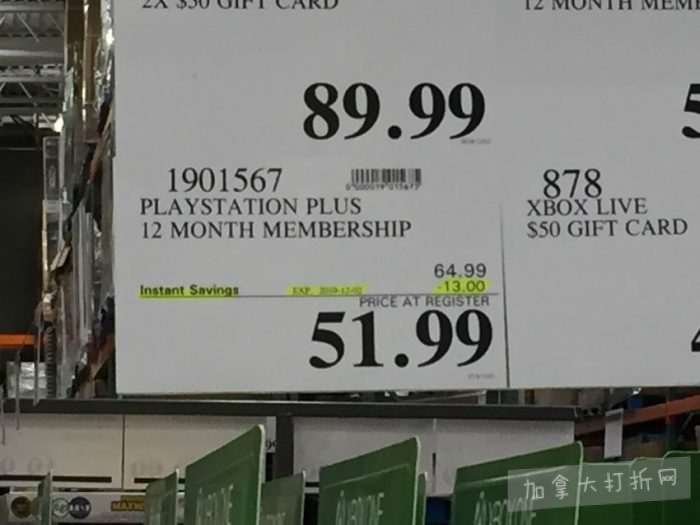 2X $50 GIFT CARD
12 MONTH MEM
89.99
1901567
PLAYSTATION PLUS
12 MONTH MEMBERSHIP
64.99
Instant Savings
-13.00
PRICE AT REGISTER
51.99
878
XBOX LIVE
$50 GIFT CARD
加拿大打折网